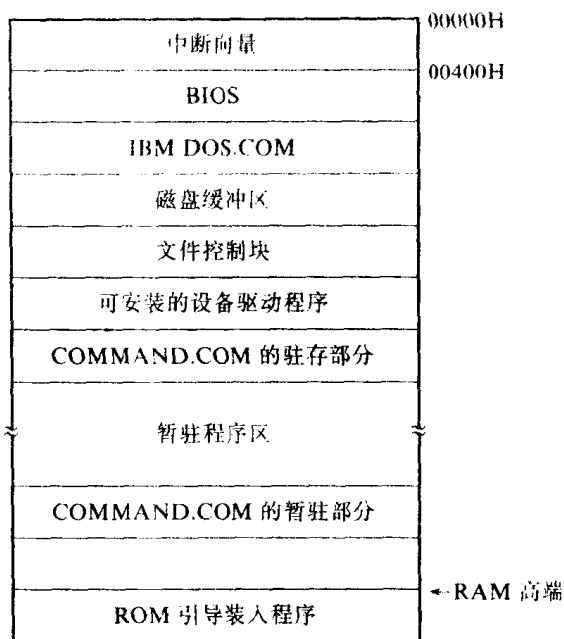 00000H
中断向量
00400H
BIOS
IBM DOS.COM
磁盘缓冲区
文件控制块
可安装的设备驱动程序
COMMAND.COM 的驻存部分
暂驻程序区
COMMAND.COM 的暂驻部分
←RAM 高端
ROM 引导装入程序